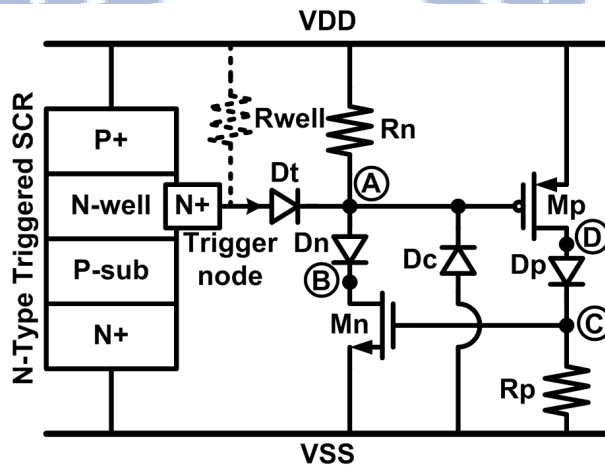 VDD
N-Type Triggered SCR
P+
N-well
N+
P-sub
N+
Trigger
node
Rwell
Rn
Dt
A
Dn
B
Mn
Dc
Mp
D
Dp
C
Rp
VSS